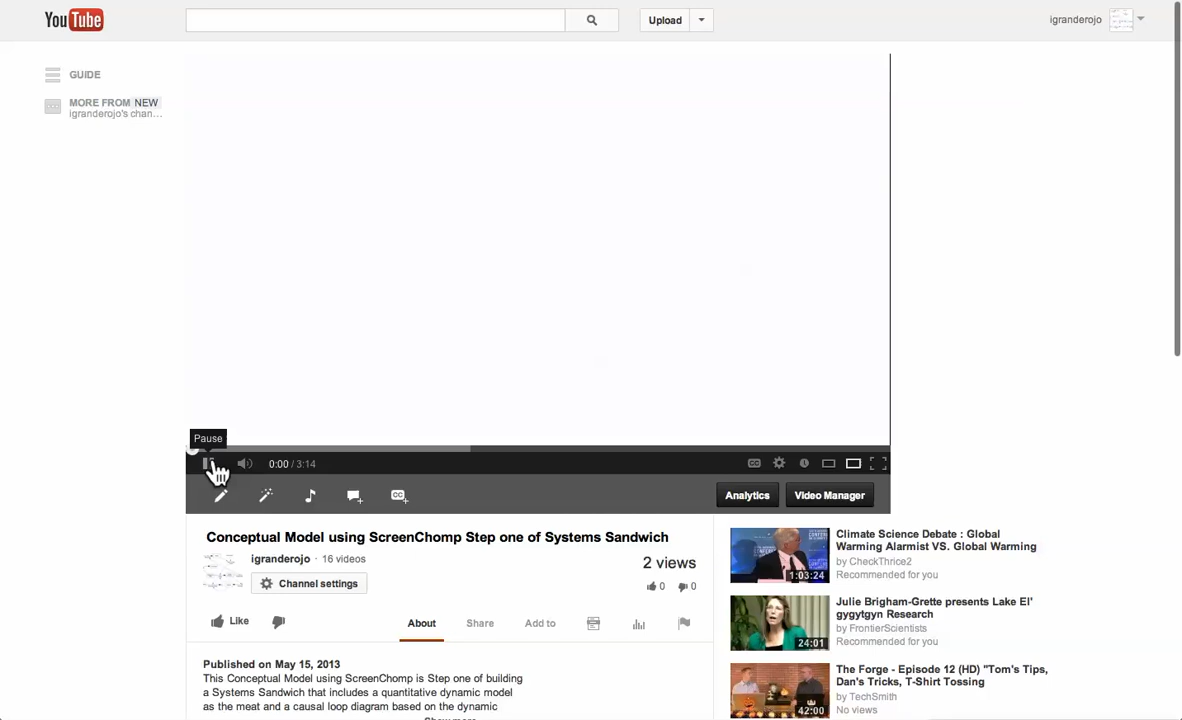 YouTube
Upload
igranderojo
GUIDE
MORE FROM NEW
igranderojo's chan...
Pause
0:00 / 3:14
CC
CC
Analytics
Video Manager
Conceptual Model using ScreenChomp Step one of Systems Sandwich
igranderojo · 16 videos
Channel settings
2 views
0
0
Like
About
Share
Add to
Published on May 15, 2013
This Conceptual Model using ScreenChomp is Step one of building
a Systems Sandwich that includes a quantitative dynamic model
as the meat and a causal loop diagram based on the dynamic
Show more
1:03:24
Climate Science Debate : Global
Warming Alarmist VS. Global Warming
by CheckThrice2
Recommended for you
24:01
Julie Brigham-Grette presents Lake El'
gygytgyn Research
by FrontierScientists
Recommended for you
42:00
The Forge - Episode 12 (HD) "Tom's Tips,
Dan's Tricks, T-Shirt Tossing
by TechSmith
No views